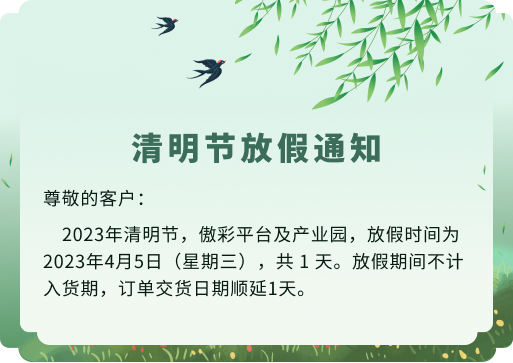 清明节放假通知
尊敬的客户：
2023年清明节，傲彩平台及产业园，放假时间为
2023年4月5日（星期三），共 1 天。放假期间不计
入货期，订单交货日期顺延1天。